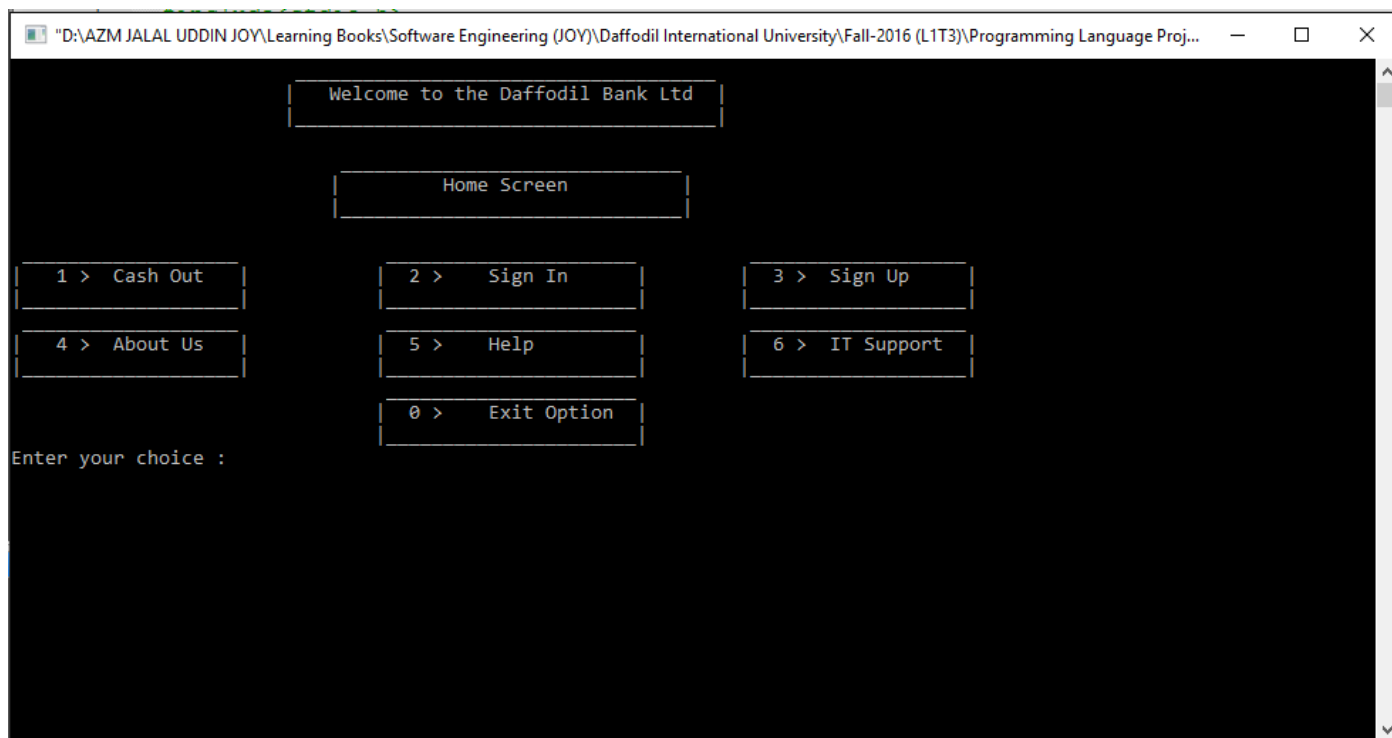 "D:\AZM JALAL UDDIN JOY\Learning Books\Software Engineering (JOY)\Daffodil International University\Fall-2016 (L1T3)\Programming Language Proj...
Welcome to the Daffodil Bank Ltd
Home Screen
1 > Cash Out 2 > Sign In 3 > Sign Up
4 > About Us 5 > Help 6 > IT Support
0 > Exit Option
Enter your choice :